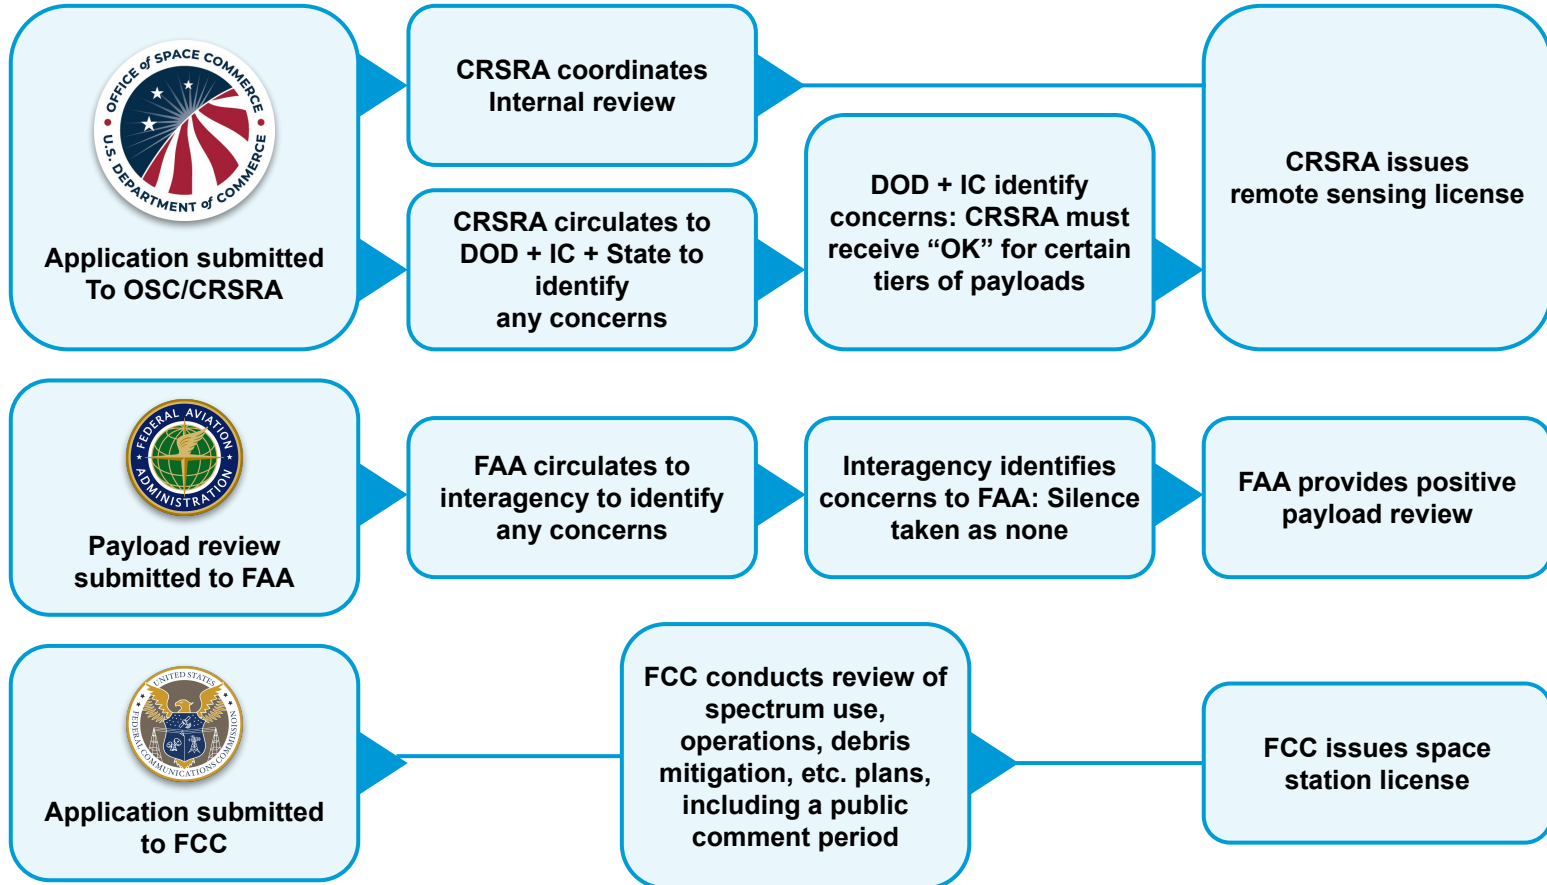 OFFICE of SPACE COMMERCE
U.S. DEPARTMENT of COMMERCE
Application submitted
To OSC/CRSRA
CRSRA coordinates
Internal review
CRSRA circulates to
DOD + IC + State to
identify
any concerns
DOD + IC identify
concerns: CRSRA must
receive “OK” for certain
tiers of payloads
CRSRA issues
remote sensing license
FEDERAL AVIATION
ADMINISTRATION
Payload review
submitted to FAA
FAA circulates to
interagency to identify
any concerns
Interagency identifies
concerns to FAA: Silence
taken as none
FAA provides positive
payload review
UNITED STATES
FEDERAL COMMUNICATIONS COMMISSION
Application submitted
to FCC
FCC conducts review of
spectrum use,
operations, debris
mitigation, etc. plans,
including a public
comment period
FCC issues space
station license